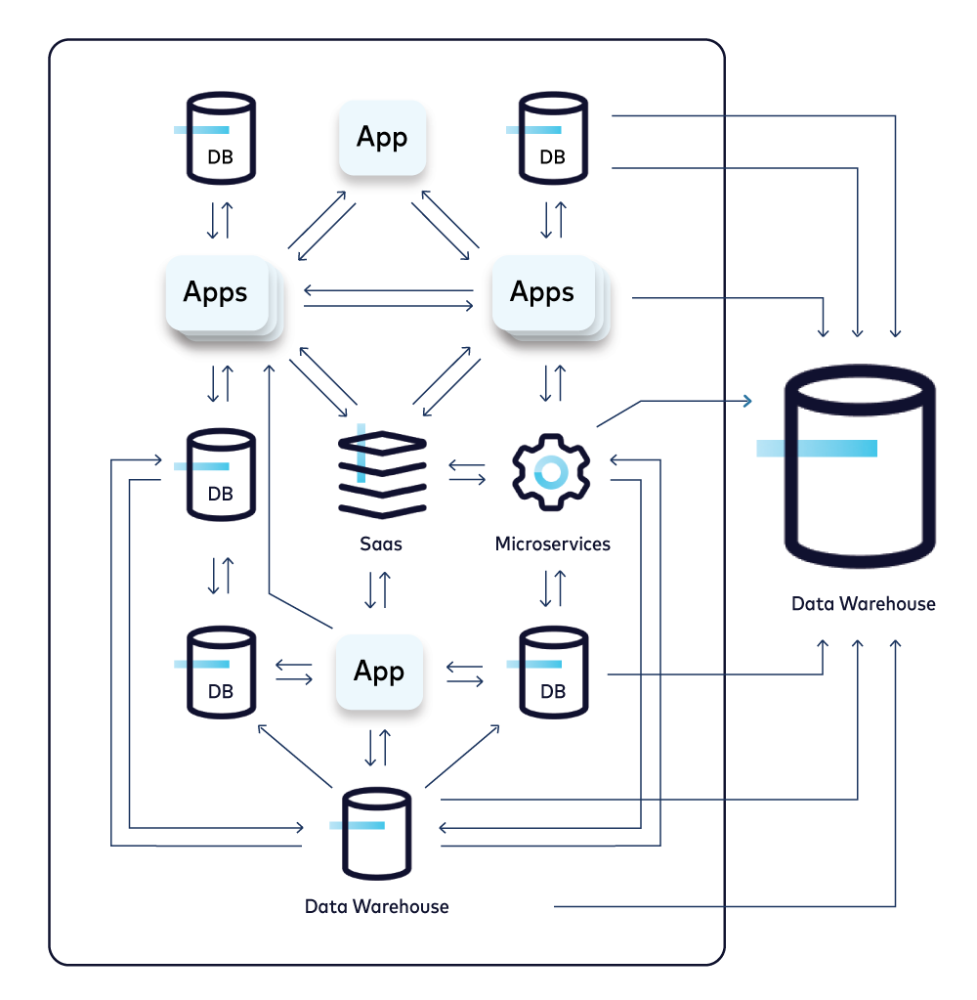 DB
App
DB
Apps
Apps
DB
Saas
Microservices
Data Warehouse
DB
App
DB
Data Warehouse